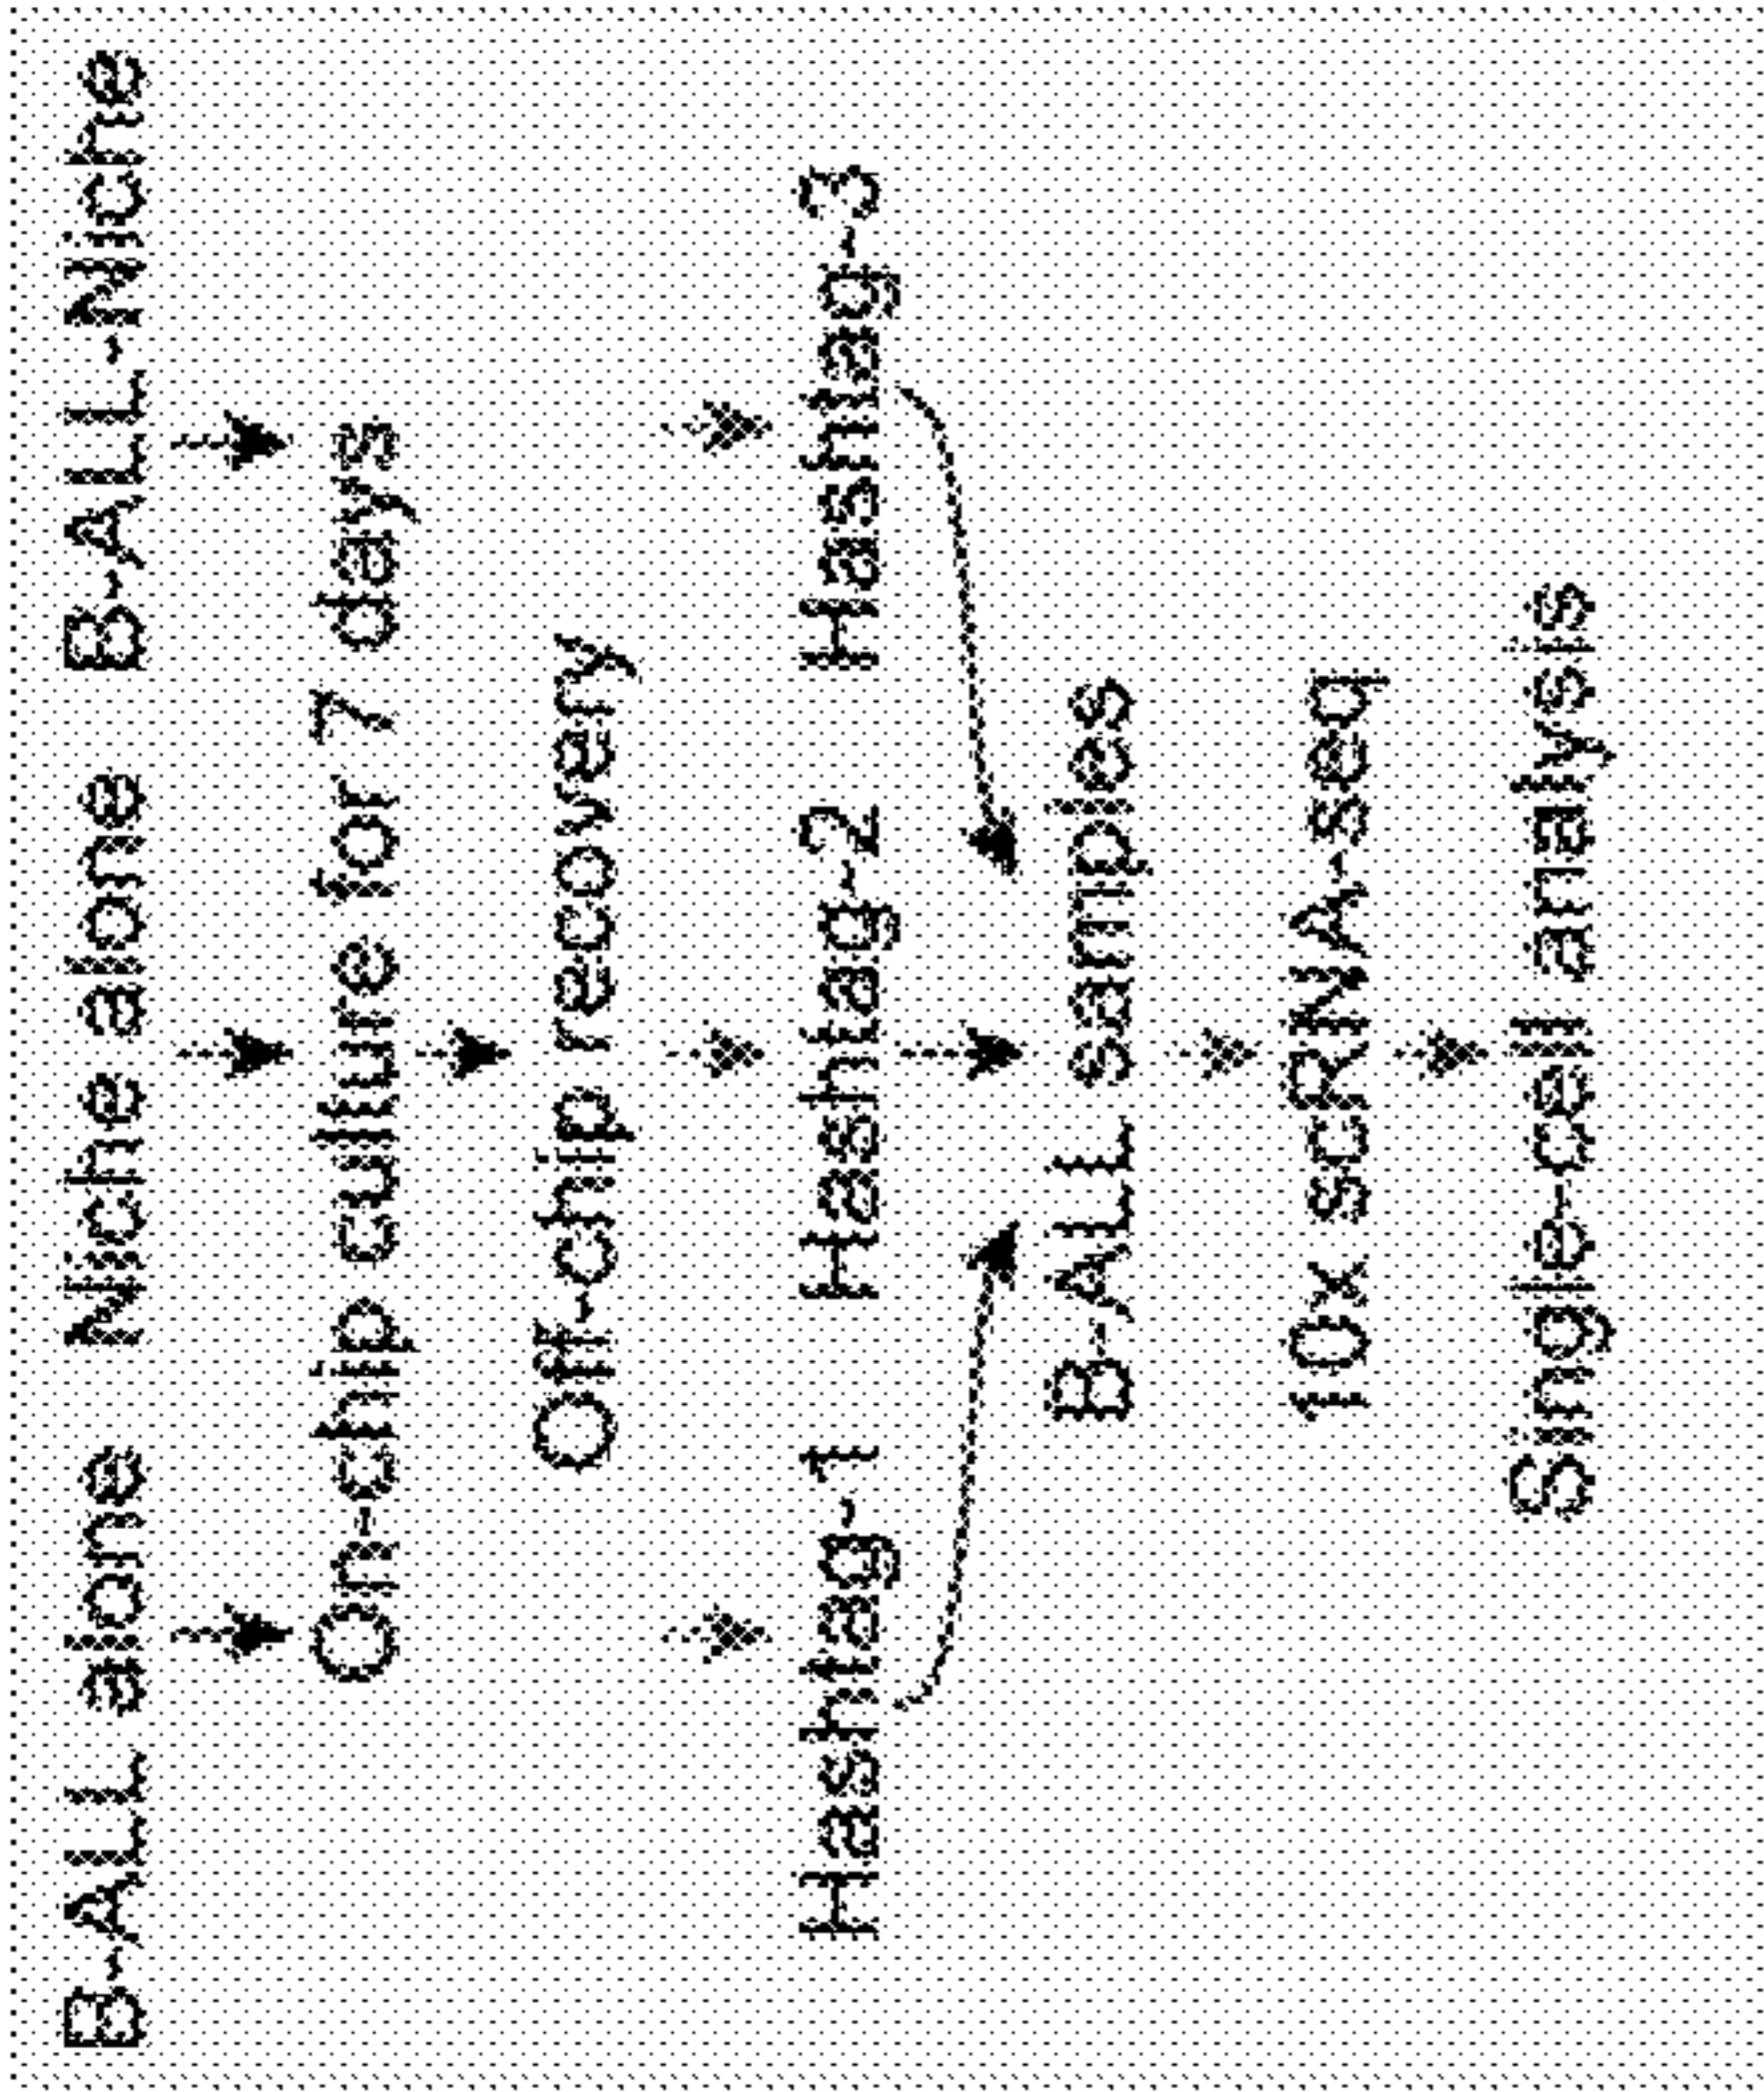 B-ALL alone Niche alone B-ALL-Niche
On-chip culture for 7 days
Off-chip recovery
Hashtag-1 Hashtag-2 Hashtag-3
B-ALL samples
10x scRNA-seq
Single-cell analysis